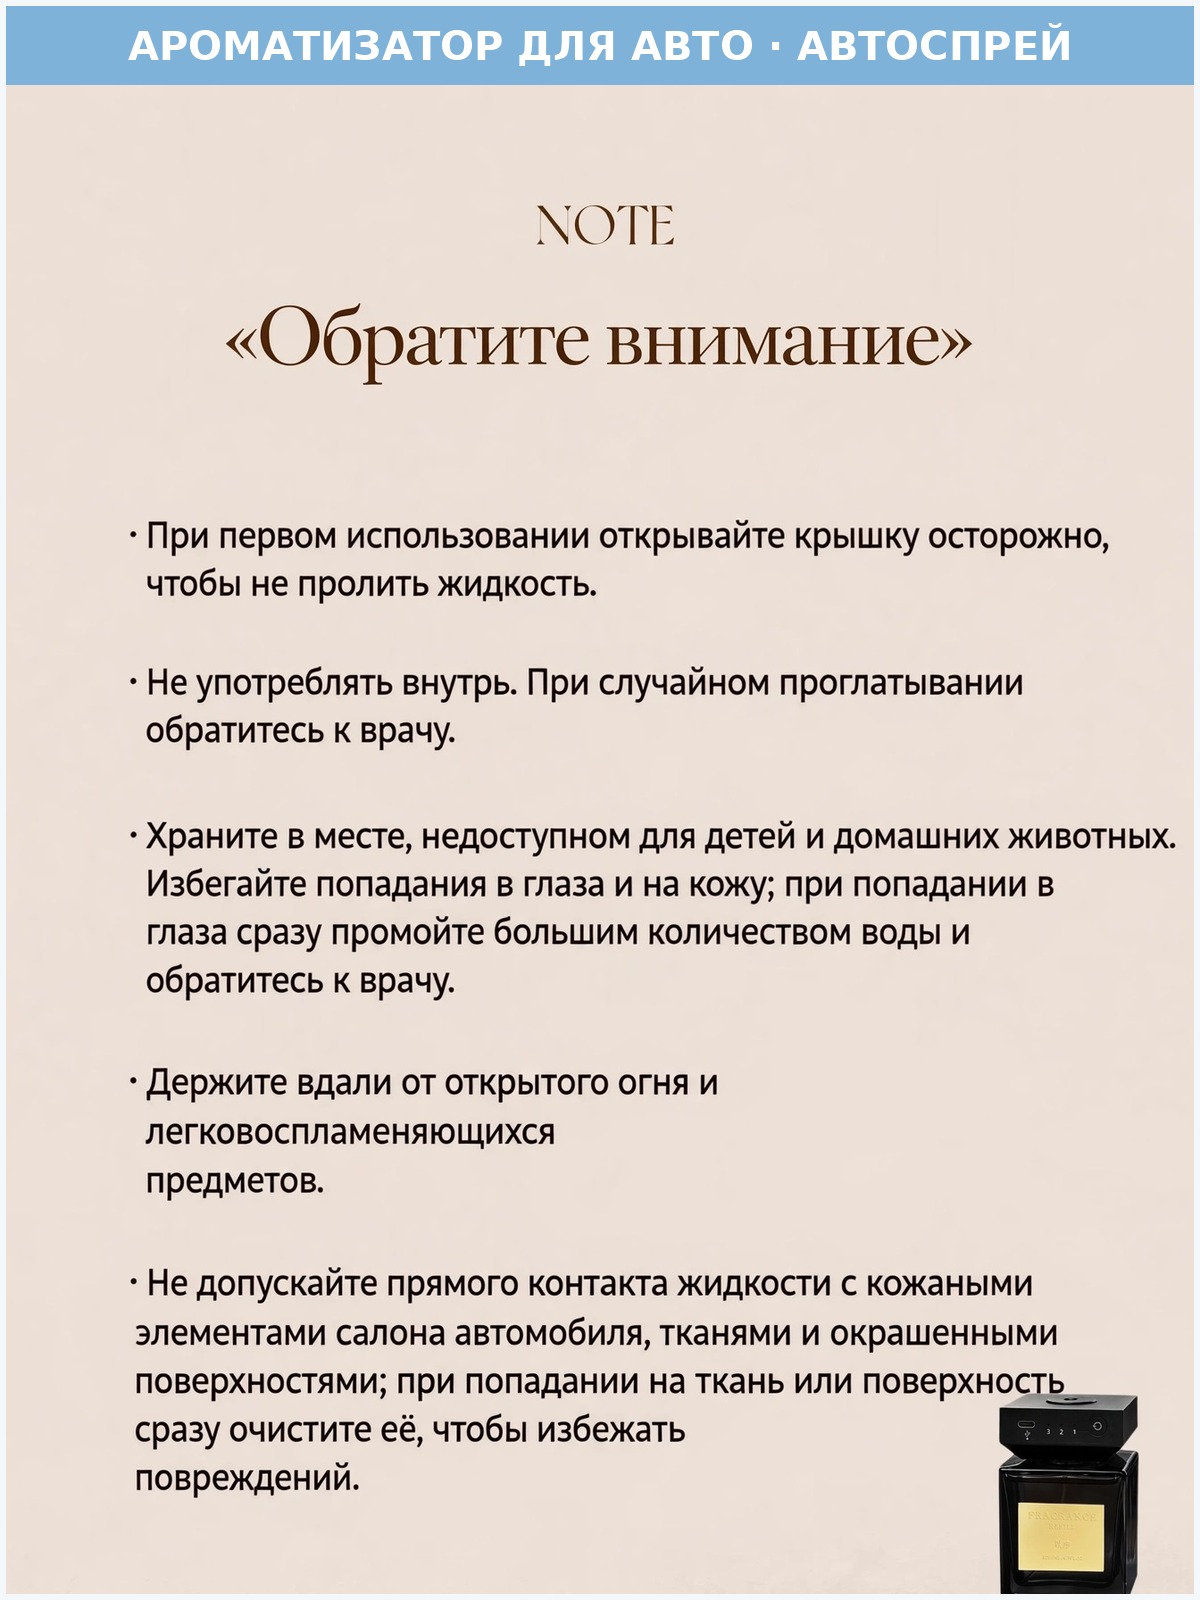 АРОМАТИЗАТОР ДЛЯ АВТО · АВТОСПРЕЙ
NOTE
«Обратите внимание»
· При первом использовании открывайте крышку осторожно,
чтобы не пролить жидкость.
· Не употреблять внутрь. При случайном проглатывании
обратитесь к врачу.
· Храните в месте, недоступном для детей и домашних животных.
Избегайте попадания в глаза и на кожу; при попадании в
глаза сразу промойте большим количеством воды и
обратитесь к врачу.
· Держите вдали от открытого огня и
легковоспламеняющихся
предметов.
· Не допускайте прямого контакта жидкости с кожаными
элементами салона автомобиля, тканями и окрашенными
поверхностями; при попадании на ткань или поверхность
сразу очистите её, чтобы избежать
повреждений.
3 2 1
FRAGRANCE